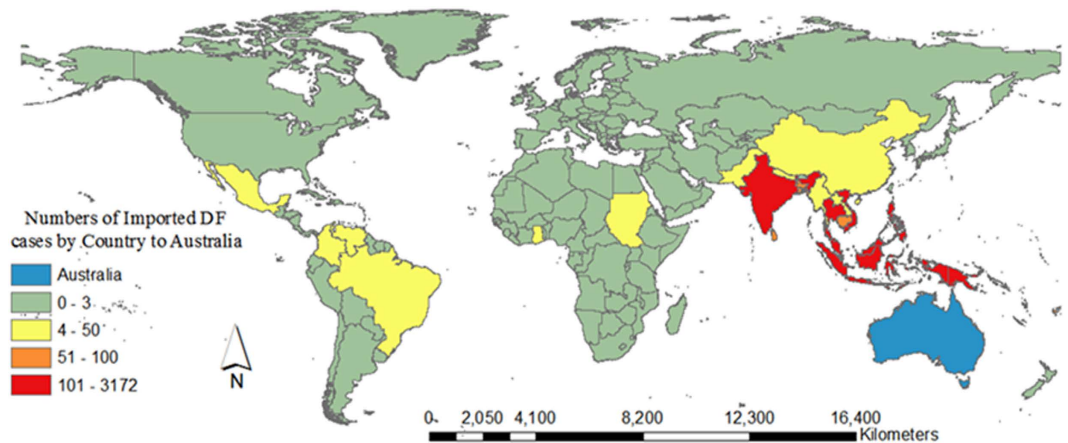 Numbers of Imported DF
cases by Country to Australia
Australia
0 - 3
4 - 50
51 - 100
101 - 3172
N
0 2,050 4,100 8,200 12,300 16,400
Kilometers